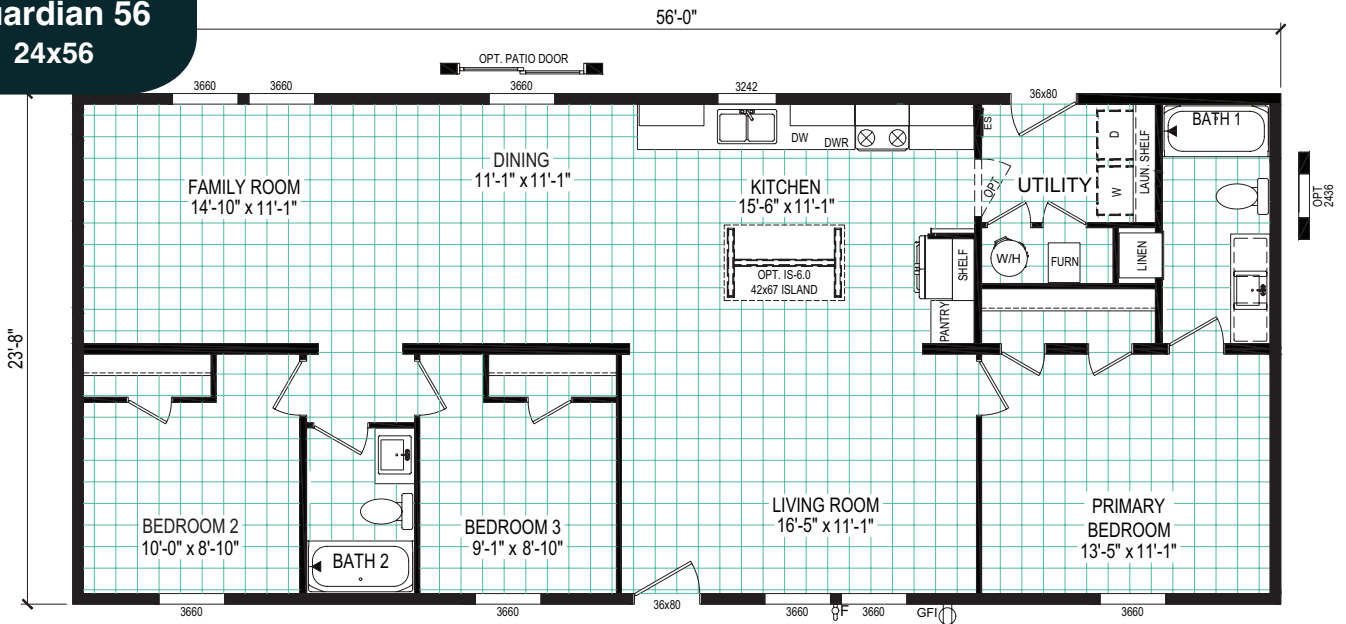 ardian 56
24x56
56'-0"
OPT. PATIO DOOR
3660
3660
3660
3242
36x80
23'-8"
FAMILY ROOM
14'-10" x 11'-1"
DINING
11'-1" x 11'-1"
DW
DWR
KITCHEN
15'-6" x 11'-1"
OPT. IS-6.0
42x67 ISLAND
SHELF
PANTRY
ES
OPT
UTILITY
D
W
LAUN. SHELF
W/H
FURN
LINEN
BATH 1
OPT
2436
BEDROOM 2
10'-0" x 8'-10"
BATH 2
BEDROOM 3
9'-1" x 8'-10"
LIVING ROOM
16'-5" x 11'-1"
PRIMARY
BEDROOM
13'-5" x 11'-1"
3660
3660
36x80
3660
F
3660
GFI
3660